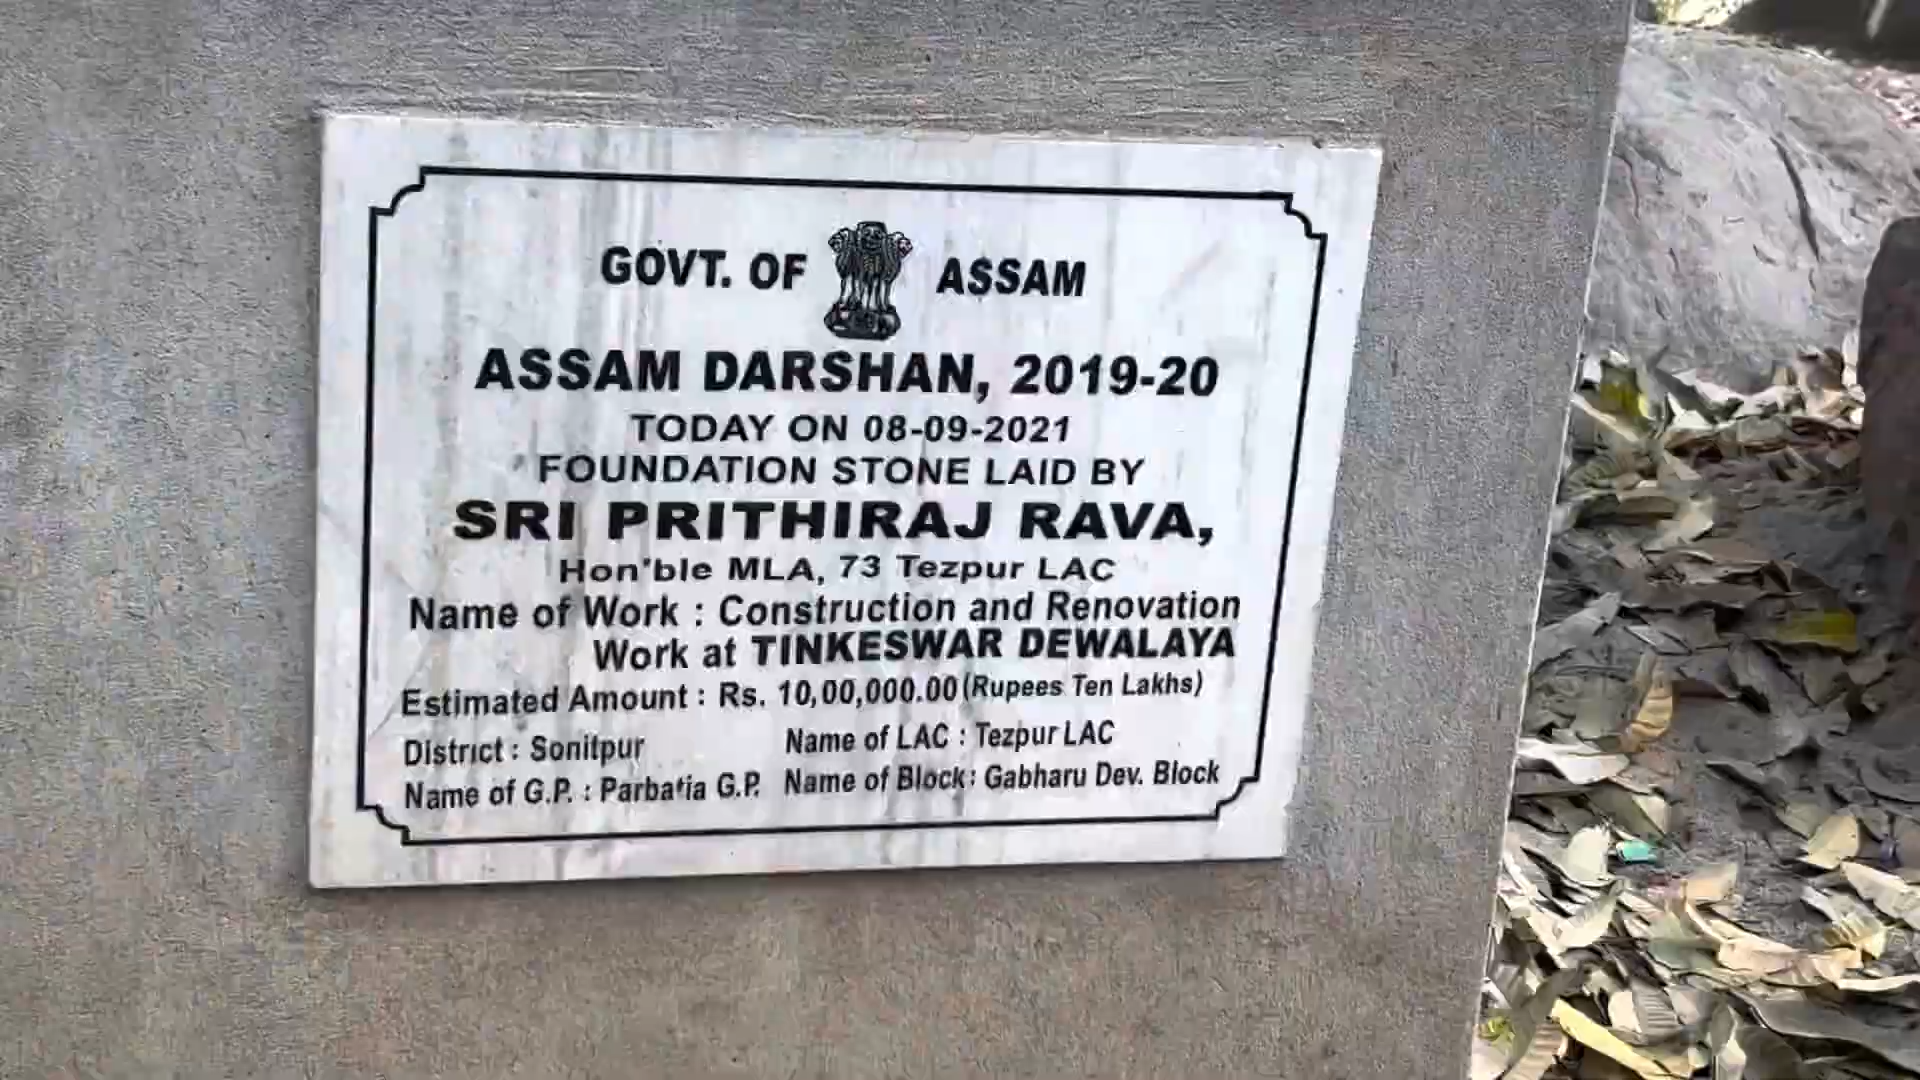 GOVT. OF ASSAM
ASSAM DARSHAN, 2019-20
TODAY ON 08-09-2021
FOUNDATION STONE LAID BY
SRI PRITHIRAJ RAVA,
Hon'ble MLA, 73 Tezpur LAC
Name of Work : Construction and Renovation
Work at TINKESWAR DEWALAYA
Estimated Amount : Rs. 10,00,000.00 (Rupees Ten Lakhs)
District : Sonitpur Name of LAC : Tezpur LAC
Name of G.P. : Parbatia G.P. Name of Block : Gabharu Dev. Block